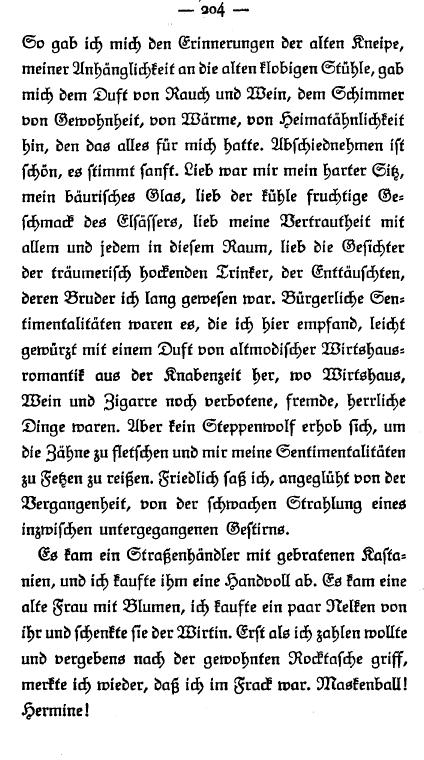 — 204 —
So gab ich mich den Erinnerungen der alten Kneipe,
meiner Anhänglichkeit an die alten klobigen Stühle, gab
mich dem Duft von Rauch und Wein, dem Schimmer
von Gewohnheit, von Wärme, von Heimatähnlichkeit
hin, den das alles für mich hatte. Abschiednehmen ist
schön, es stimmt sanft. Lieb war mir mein harter Sitz,
mein bäurisches Glas, lieb der kühle fruchtige Ge-
schmack des Elsässers, lieb meine Vertrautheit mit
allem und jedem in diesem Raum, lieb die Gesichter
der träumerisch hockenden Trinker, der Enttäuschten,
deren Bruder ich lang gewesen war. Bürgerliche Sen-
timentalitäten waren es, die ich hier empfand, leicht
gewürzt mit einem Duft von altmodischer Wirtshaus-
romantik aus der Knabenzeit her, wo Wirtshaus,
Wein und Zigarre noch verbotene, fremde, herrliche
Dinge waren. Aber kein Steppenwolf erhob sich, um
die Zähne zu fletschen und mir meine Sentimentalitäten
zu Fetzen zu reißen. Friedlich saß ich, angeglüht von der
Vergangenheit, von der schwachen Strahlung eines
inzwischen untergegangenen Gestirns.
Es kam ein Straßenhändler mit gebratenen Kasta-
nien, und ich kaufte ihm eine Handvoll ab. Es kam eine
alte Frau mit Blumen, ich kaufte ein paar Nelken von
ihr und schenkte sie der Wirtin. Erst als ich zahlen wollte
und vergebens nach der gewohnten Rocktasche griff,
merkte ich wieder, daß ich im Frack war. Maskenball!
Hermine!